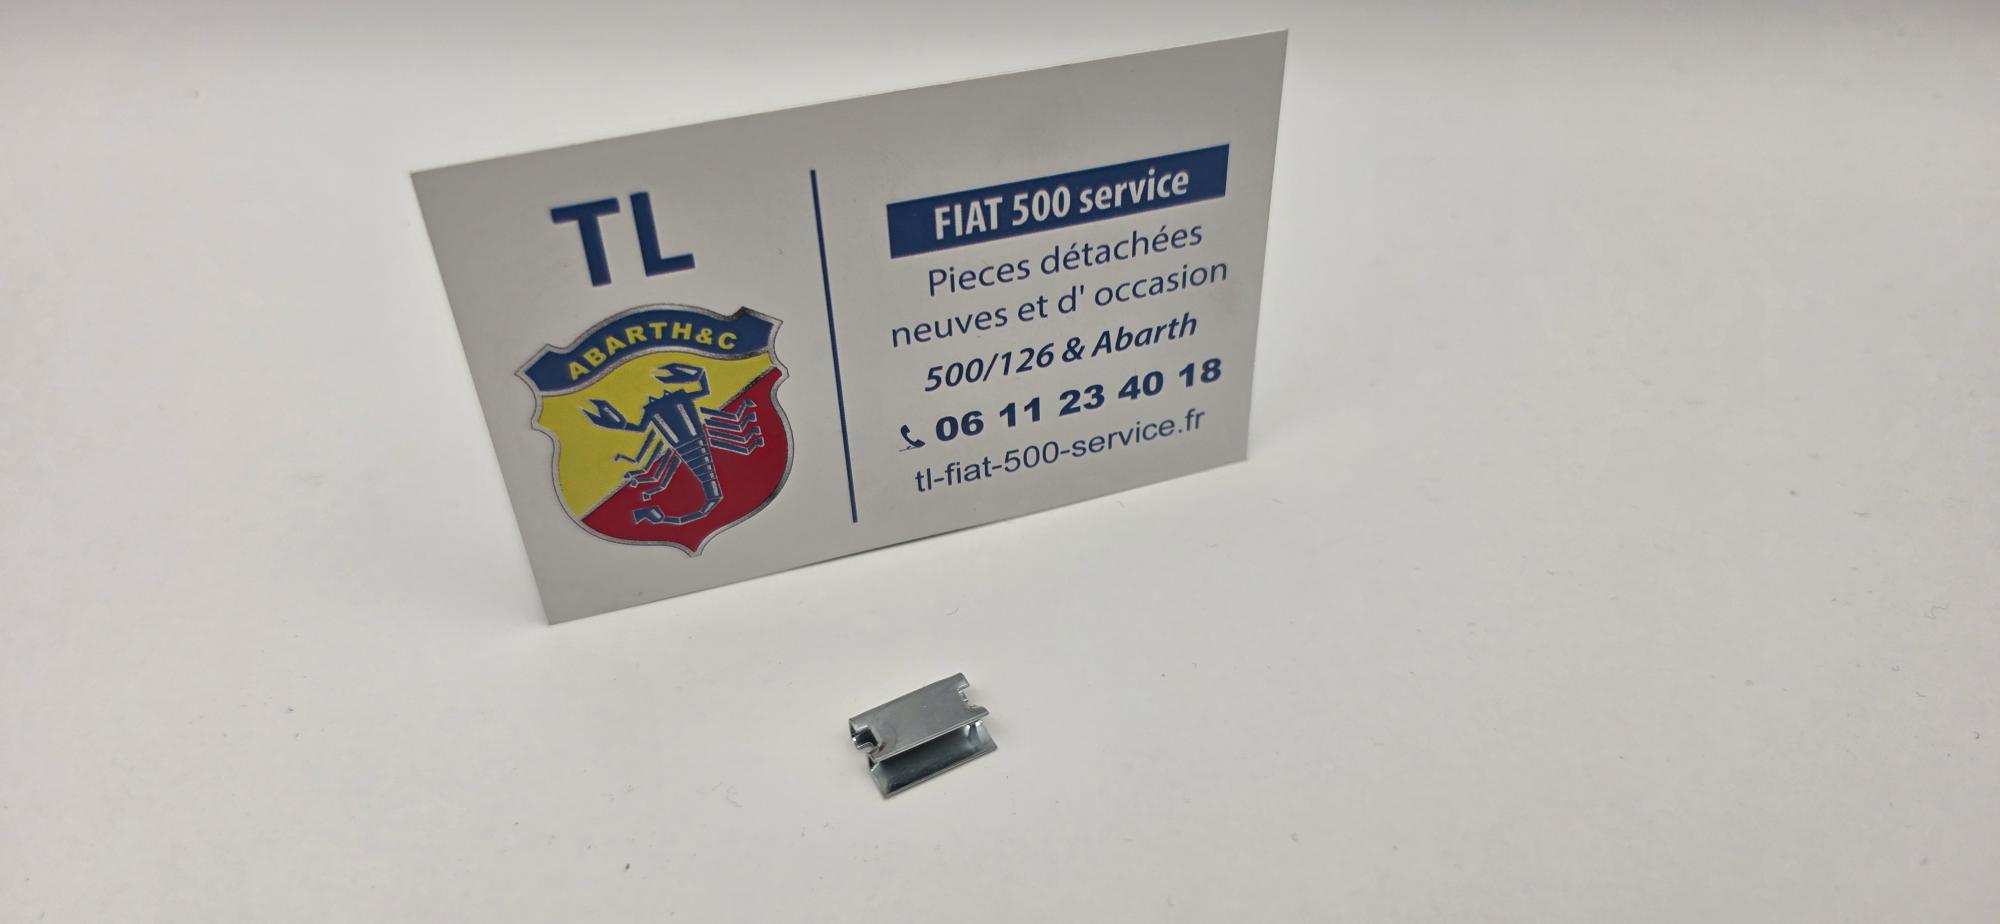 TL
ABARTH&C
FIAT 500 service
Pieces détachées
neuves et d' occasion
500/126 & Abarth
06 11 23 40 18
tl-fiat-500-service.fr